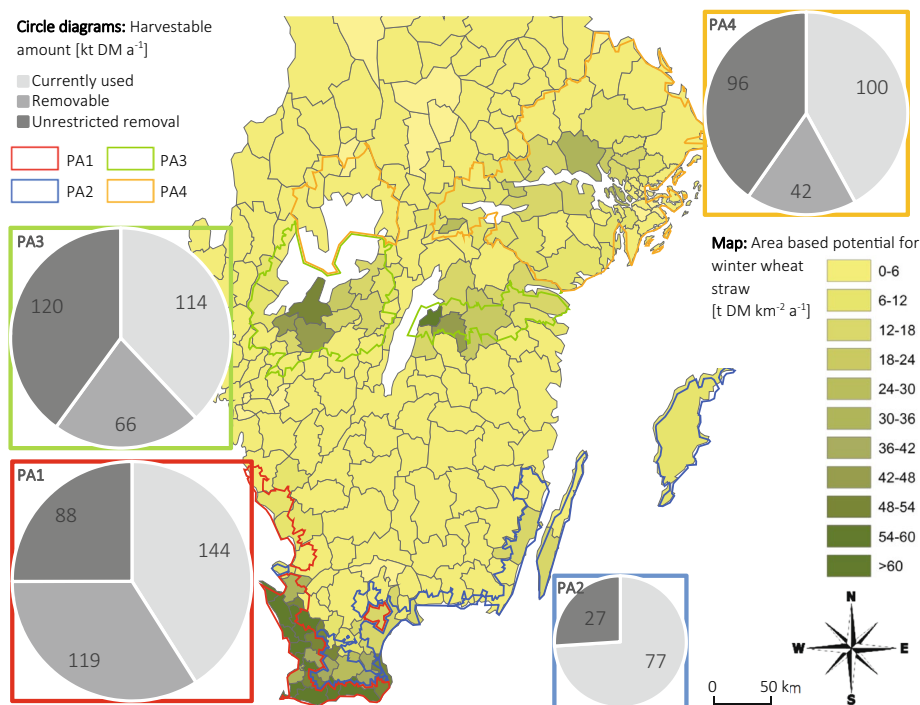 Circle diagrams: Harvestable
amount [kt DM a⁻¹]
Currently used
Removable
Unrestricted removal
PA1
PA3
PA2
PA4
PA4
96
100
42
PA3
120
114
66
PA1
88
144
119
PA2
27
77
Map: Area based potential for
winter wheat
straw
[t DM km⁻² a⁻¹]
0-6
6-12
12-18
18-24
24-30
30-36
36-42
42-48
48-54
54-60
>60
N
W
E
S
0 50 km